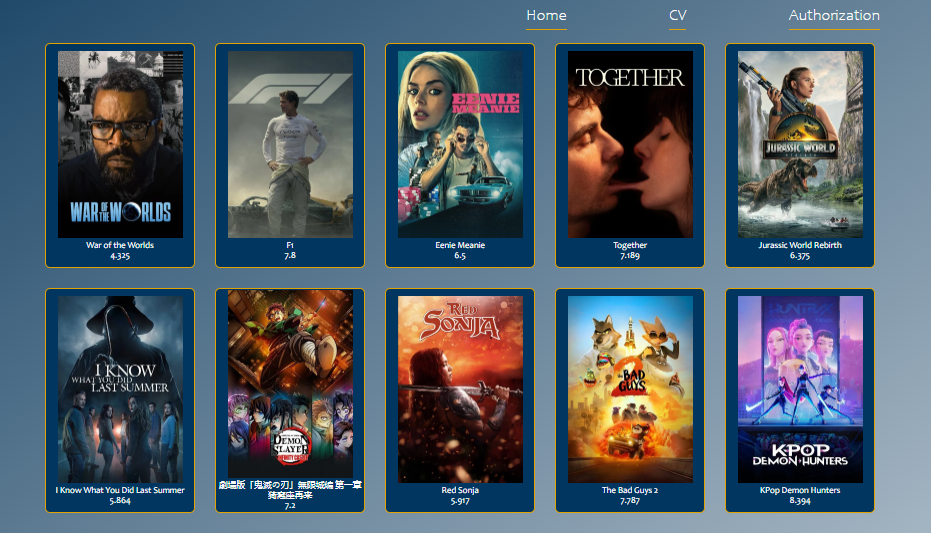 Home CV Authorization
WAR OF THE WORLDS
War of the Worlds
4.325
F1
F1
7.8
EENIE
MEANIE
Eenie Meanie
6.5
TOGETHER
Together
7.189
JURASSIC WORLD
Jurassic World Rebirth
6.375
I KNOW
WHAT YOU DID
LAST SUMMER
I Know What You Did Last Summer
5.864
DEMON
SLAYER
INFINITY CASTLE
劇場版「鬼滅の刃」無限城編 第一章
猗窩座再来
7.2
RED
SONJA
Red Sonja
5.917
THE BAD
GUYS 2
The Bad Guys 2
7.787
KPOP
DEMON HUNTERS
KPop Demon Hunters
8.394